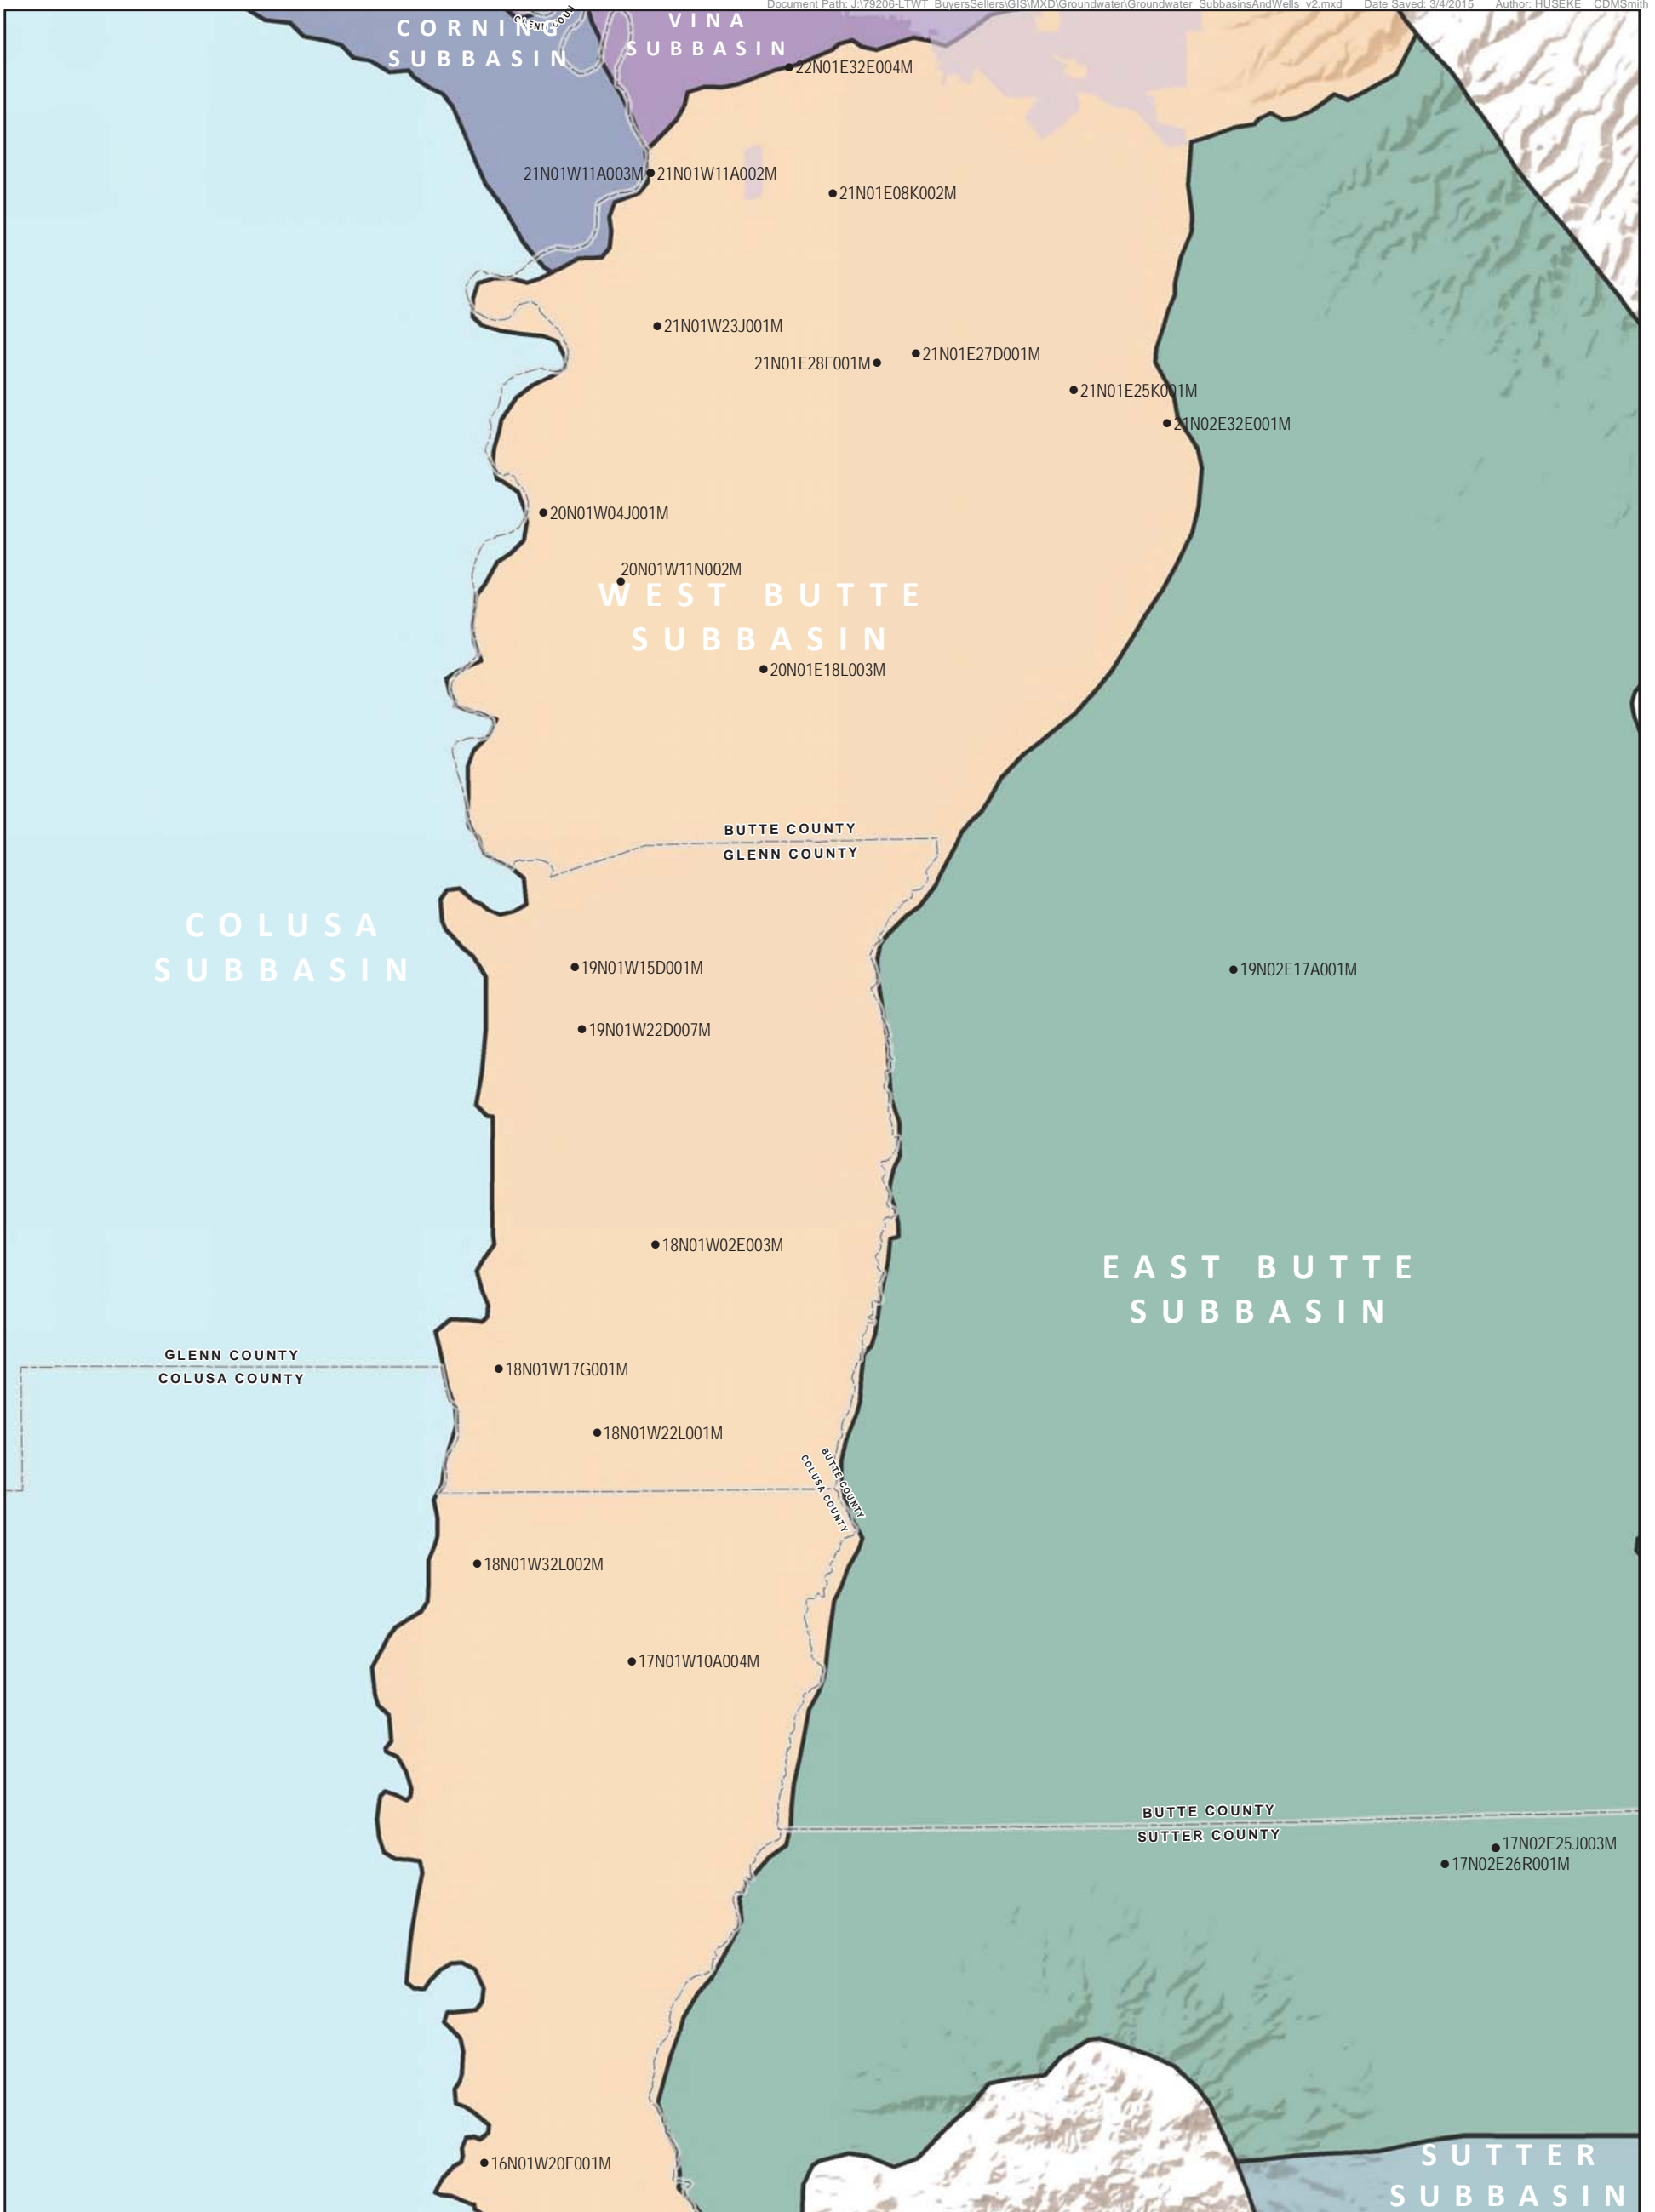 Document Path: J:\79206-LTWT_BuyersSellers\GIS\MXD\Groundwater\Groundwater_SubbasinsAndWells_v2.mxd Date Saved: 3/4/2015 Author: HUSEKE CDMSmith
CORNING
SUBBASIN
VINA
SUBBASIN
22N01E32E004M
21N01W11A003M
21N01W11A002M
21N01E08K002M
21N01W23J001M
21N01E28F001M
21N01E27D001M
21N01E25K001M
21N02E32E001M
20N01W04J001M
20N01W11N002M
WEST BUTTE
SUBBASIN
20N01E18L003M
BUTTE COUNTY
GLENN COUNTY
COLUSA
SUBBASIN
19N01W15D001M
19N02E17A001M
19N01W22D007M
18N01W02E003M
EAST BUTTE
SUBBASIN
GLENN COUNTY
COLUSA COUNTY
18N01W17G001M
18N01W22L001M
BUTTE COUNTY
COLUSA COUNTY
18N01W32L002M
17N01W10A004M
BUTTE COUNTY
SUTTER COUNTY
17N02E25J003M
17N02E26R001M
16N01W20F001M
SUTTER
SUBBASIN